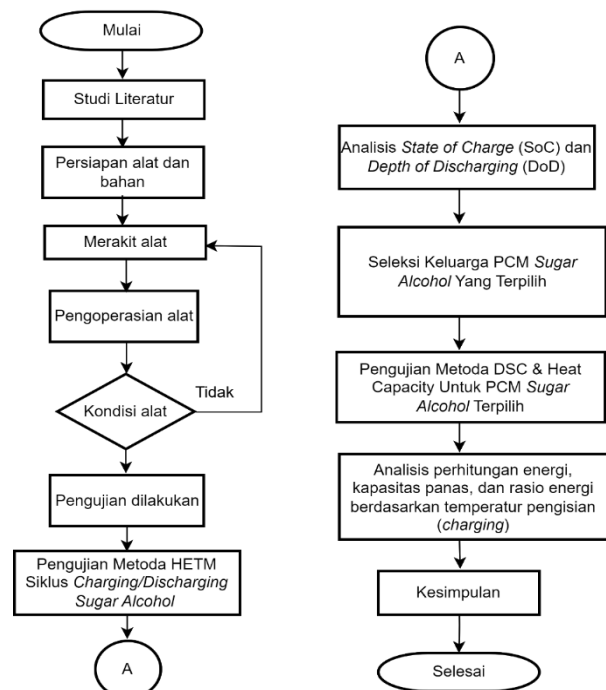 Mulai
Studi Literatur
Persiapan alat dan
bahan
Merakit alat
Pengoperasian alat
Kondisi alat
Tidak
Pengujian dilakukan
Pengujian Metoda HETM
Siklus Charging/Discharging
Sugar Alcohol
A
A
Analisis State of Charge (SoC) dan
Depth of Discharging (DoD)
Seleksi Keluarga PCM Sugar
Alcohol Yang Terpilih
Pengujian Metoda DSC & Heat
Capacity Untuk PCM Sugar
Alcohol Terpilih
Analisis perhitungan energi,
kapasitas panas, dan rasio energi
berdasarkan temperatur pengisian
(charging)
Kesimpulan
Selesai